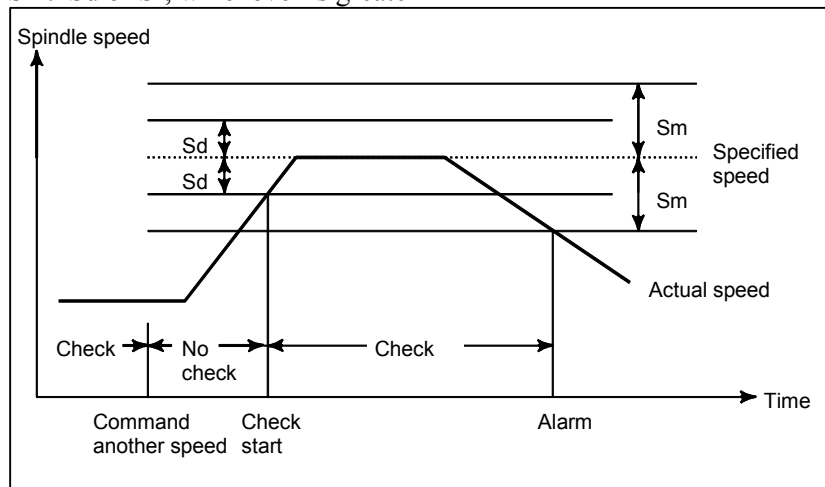 Spindle speed
Sd
Sd
Sm
Sm
Specified
speed
Actual speed
Check
No
check
Check
Time
Command
another speed
Check
start
Alarm